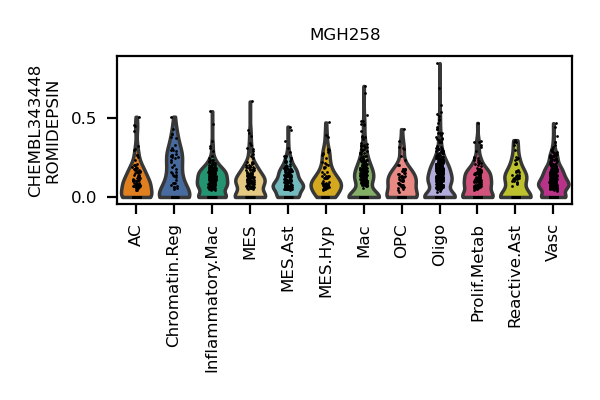 MGH258
CHEMBL343448
ROMIDEPSIN
0.5
0.0
AC
Chromatin.Reg
Inflammatory.Mac
MES
MES.Ast
MES.Hyp
Mac
OPC
Oligo
Prolif.Metab
Reactive.Ast
Vasc